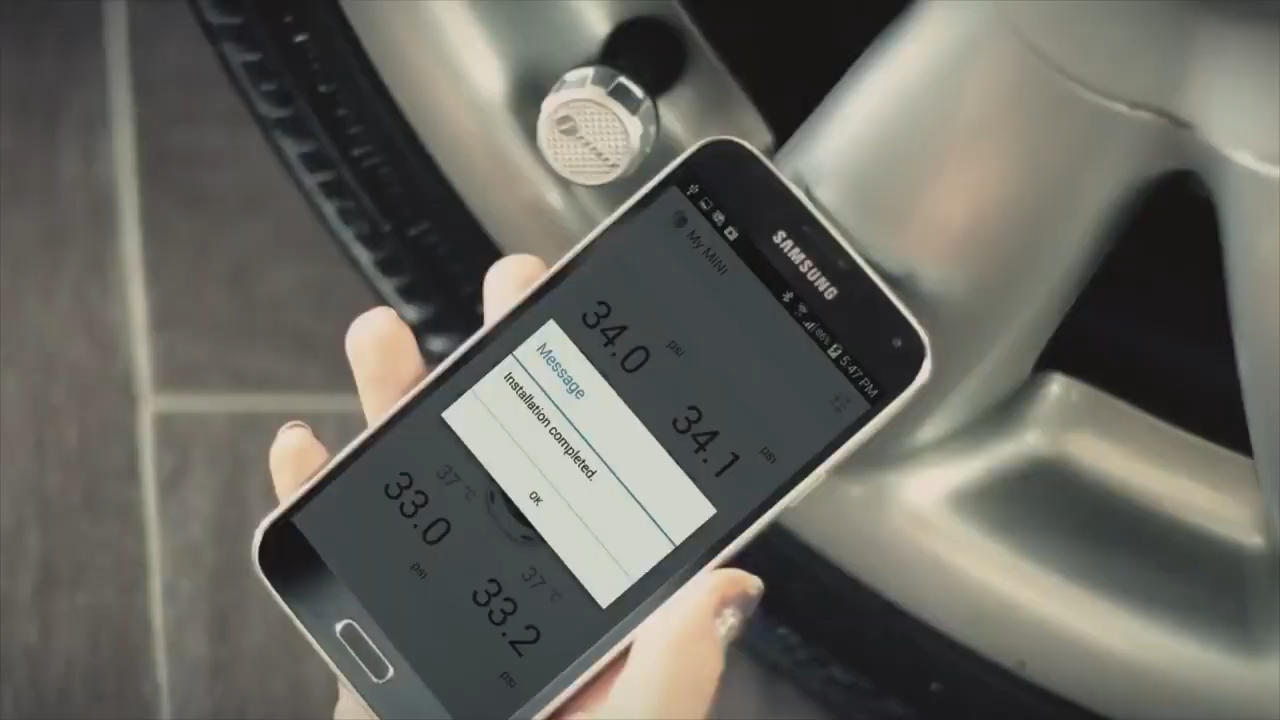 SAMSUNG
86% 5:47 PM
My MINI
34.0 psi
34.1 psi
Message
Installation completed.
OK
37 °C
37 °C
33.0 psi
33.2 psi